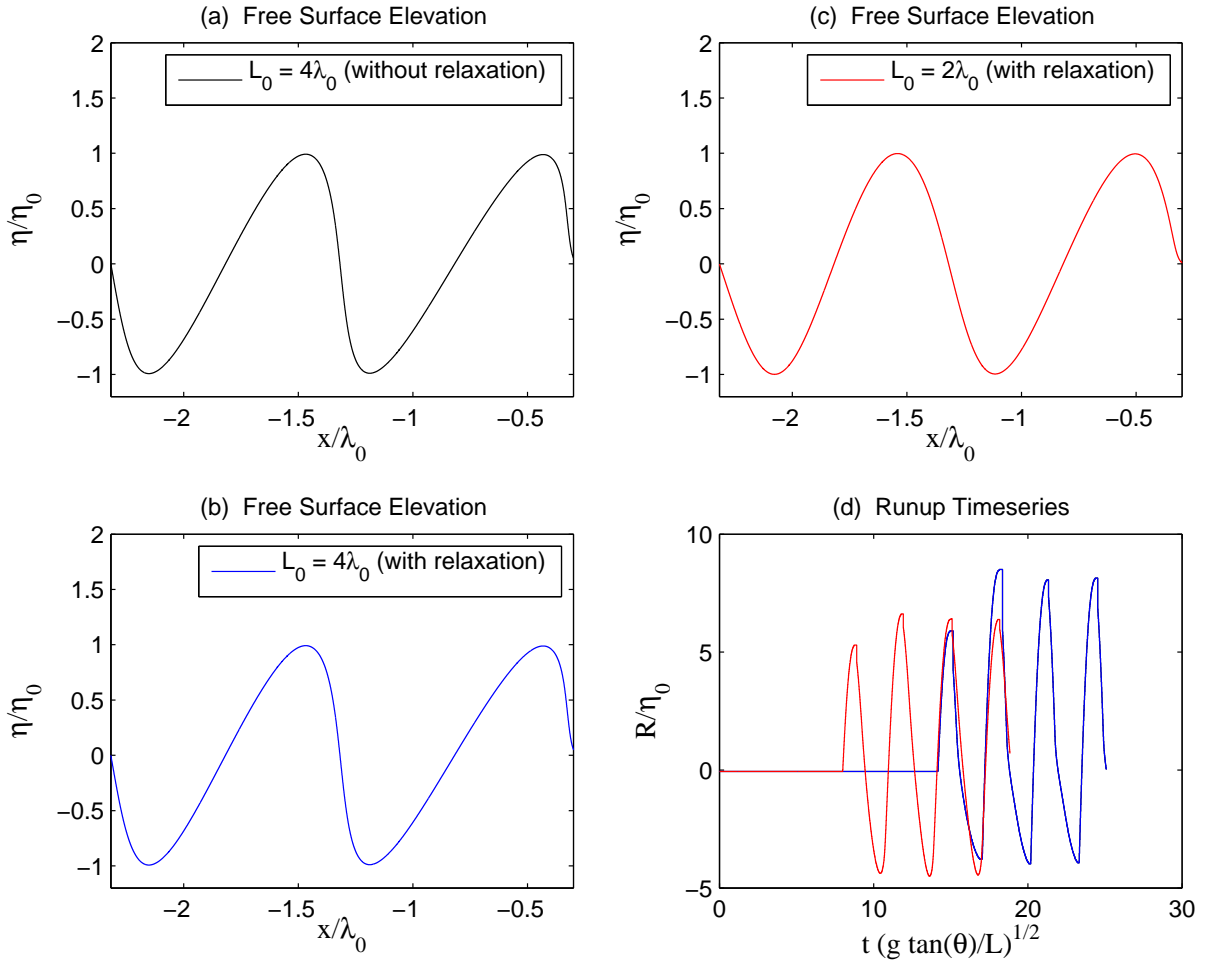 (a) Free Surface Elevation
2
1.5
1
0.5
0
−0.5
−1
η/η0
L0 = 4λ0 (without relaxation)
−2 −1.5 −1 −0.5
x/λ0
(c) Free Surface Elevation
2
1.5
1
0.5
0
−0.5
−1
η/η0
L0 = 2λ0 (with relaxation)
−2 −1.5 −1 −0.5
x/λ0
(b) Free Surface Elevation
2
1.5
1
0.5
0
−0.5
−1
η/η0
L0 = 4λ0 (with relaxation)
−2 −1.5 −1 −0.5
x/λ0
(d) Runup Timeseries
10
5
0
−5
R/η0
0 10 20 30
t (g tan(θ)/L)1/2